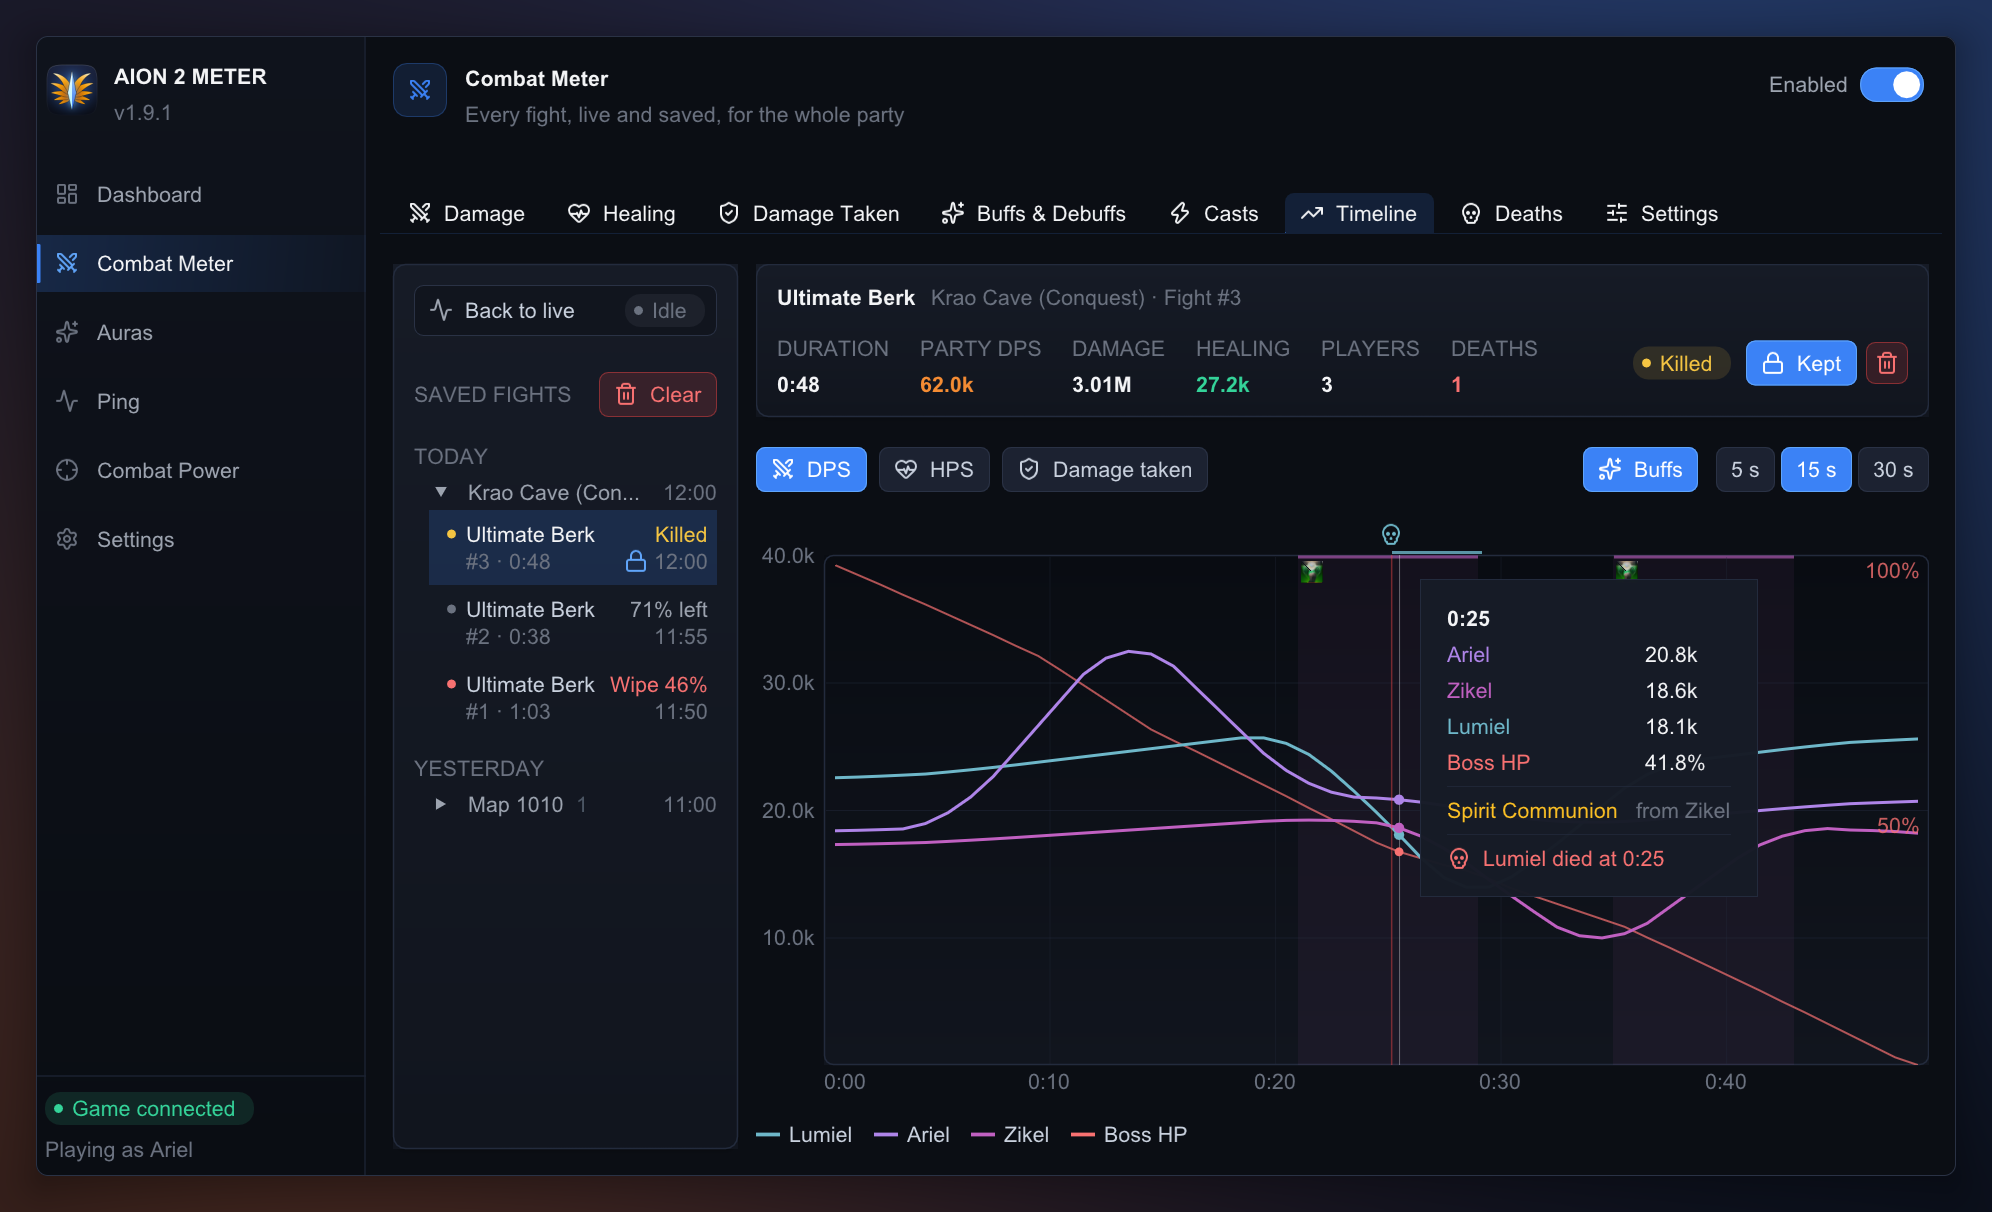 AION 2 METER
v1.9.1
Dashboard
Combat Meter
Auras
Ping
Combat Power
Settings
Game connected
Playing as Ariel
Combat Meter
Every fight, live and saved, for the whole party
Enabled
Damage
Healing
Damage Taken
Buffs & Debuffs
Casts
Timeline
Deaths
Settings
Back to live
Idle
SAVED FIGHTS
Clear
TODAY
Krao Cave (Con... 12:00
Ultimate Berk Killed
#3 · 0:48 12:00
Ultimate Berk 71% left
#2 · 0:38 11:55
Ultimate Berk Wipe 46%
#1 · 1:03 11:50
YESTERDAY
Map 1010 1 11:00
Ultimate Berk Krao Cave (Conquest) · Fight #3
DURATION PARTY DPS DAMAGE HEALING PLAYERS DEATHS
0:48 62.0k 3.01M 27.2k 3 1
Killed
Kept
DPS
HPS
Damage taken
Buffs
5 s
15 s
30 s
40.0k
30.0k
20.0k
10.0k
100%
50%
0:25
Ariel 20.8k
Zikel 18.6k
Lumiel 18.1k
Boss HP 41.8%
Spirit Communion from Zikel
Lumiel died at 0:25
0:00 0:10 0:20 0:30 0:40
Lumiel Ariel Zikel Boss HP